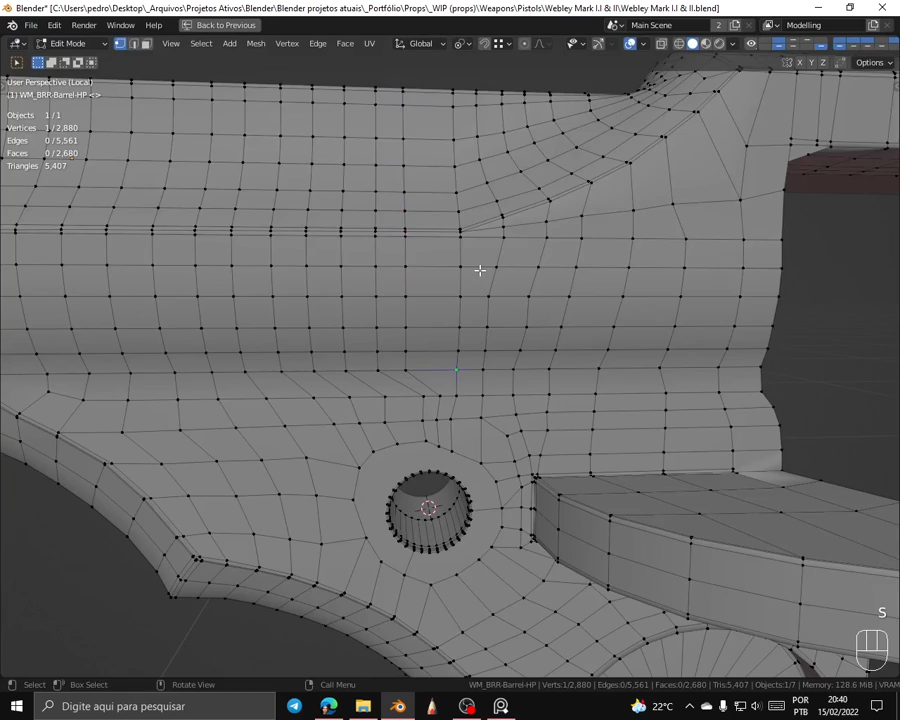 Blender* [C:\Users\pedro\Desktop\_Arquivos\Projetos Ativos\Blender\Blender projetos atuais\_Portfólio\Props\_WIP (props)\Weapons\Pistols\Webley Mark I.I & II\Webley Mark I.I & II.blend]
File Edit Render Window Help Back to Previous Main Scene Modelling
Edit Mode View Select Add Mesh Vertex Edge Face UV Global
X Y Z Options
User Perspective (Local)
(1) WM_BRR-Barrel-HP <>
Objects 1/1
Vertices 1/2,880
Edges 0/5,561
Faces 0/2,680
Triangles 5,407
S
Select Box Select Rotate View Call Menu WM_BRR-Barrel-HP | Verts:1/2,880 | Edges:0/5,561 | Faces:0/2,680 | Tris:5,407 | Objects:1/7 | Memory: 128.6 MiB | VRAM
Digite aqui para pesquisar 22°C POR 20:40
PTB 15/02/2022